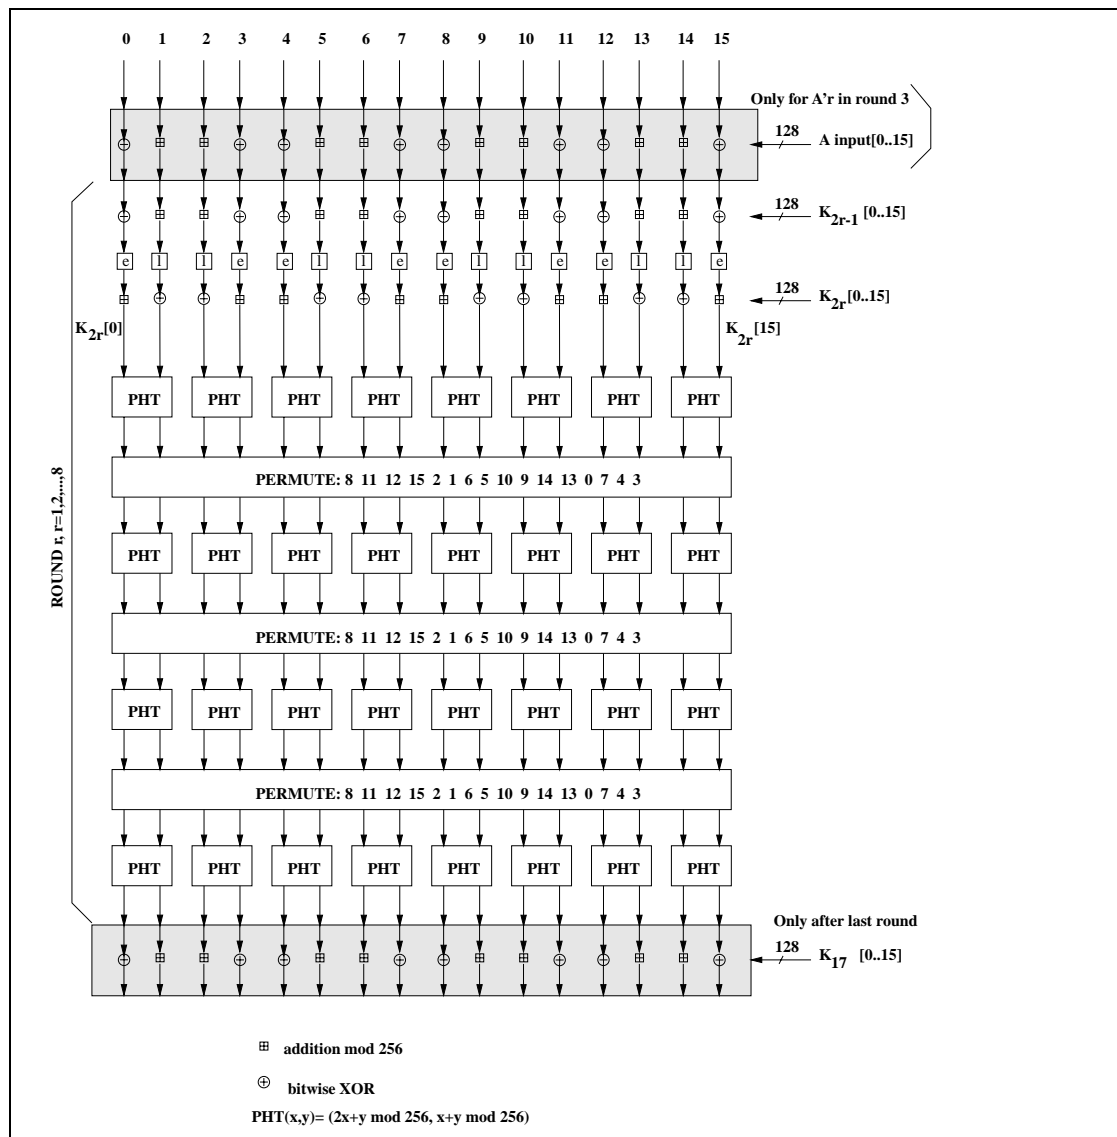 0 1 2 3 4 5 6 7 8 9 10 11 12 13 14 15
Only for A'r in round 3
128 A input[0..15]
128 K2r-1 [0..15]
e l l e e l l e e l l e e l l e
128 K2r [0..15]
K2r[0]
K2r[15]
PHT PHT PHT PHT PHT PHT PHT PHT
PERMUTE: 8 11 12 15 2 1 6 5 10 9 14 13 0 7 4 3
PHT PHT PHT PHT PHT PHT PHT PHT
ROUND r, r=1,2,...,8
PERMUTE: 8 11 12 15 2 1 6 5 10 9 14 13 0 7 4 3
PHT PHT PHT PHT PHT PHT PHT PHT
PERMUTE: 8 11 12 15 2 1 6 5 10 9 14 13 0 7 4 3
PHT PHT PHT PHT PHT PHT PHT PHT
Only after last round
128 K17 [0..15]
addition mod 256
bitwise XOR
PHT(x,y)= (2x+y mod 256, x+y mod 256)